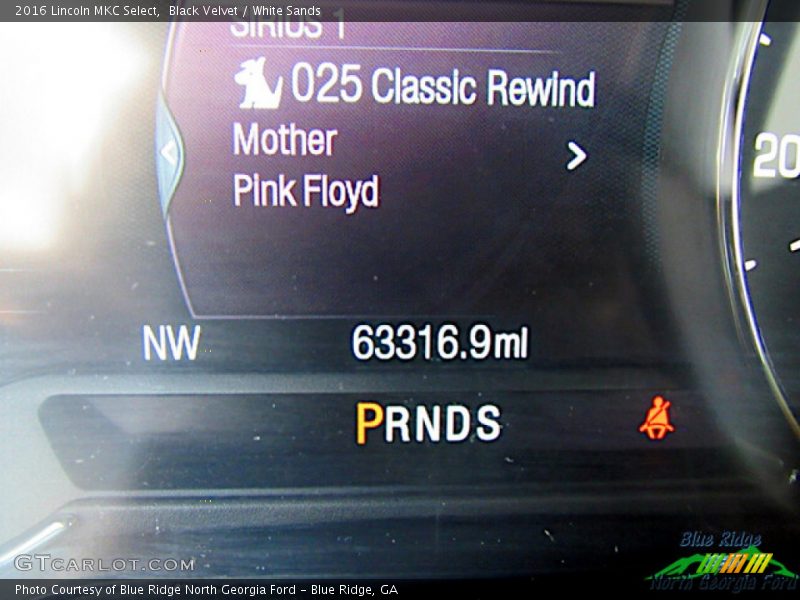 2016 Lincoln MKC Select, Black Velvet / White Sands
SIRIUS 1
025 Classic Rewind
Mother
Pink Floyd
20
NW 63316.9mi
PRNDS
GTCARLOT.COM
Blue Ridge
North Georgia Ford
Photo Courtesy of Blue Ridge North Georgia Ford - Blue Ridge, GA